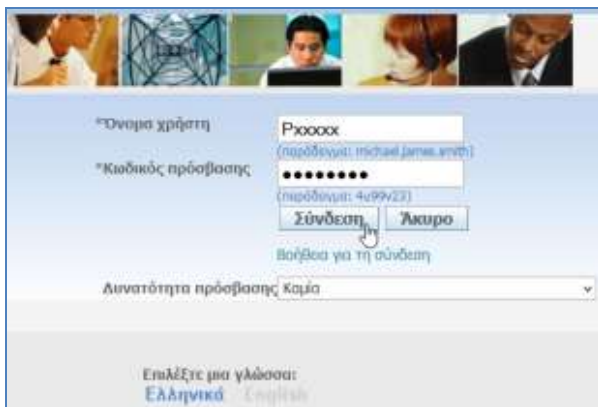 *Όνομα χρήστη
Pxxxxx
(παράδειγμα: michael.james.smith)
*Κωδικός πρόσβασης
●●●●●●●●●
(παράδειγμα: 4u99v23)
Σύνδεση Άκυρο
Βοήθεια για τη σύνδεση
Δυνατότητα πρόσβασης Καμία
Επιλέξτε μια γλώσσα:
Ελληνικά English